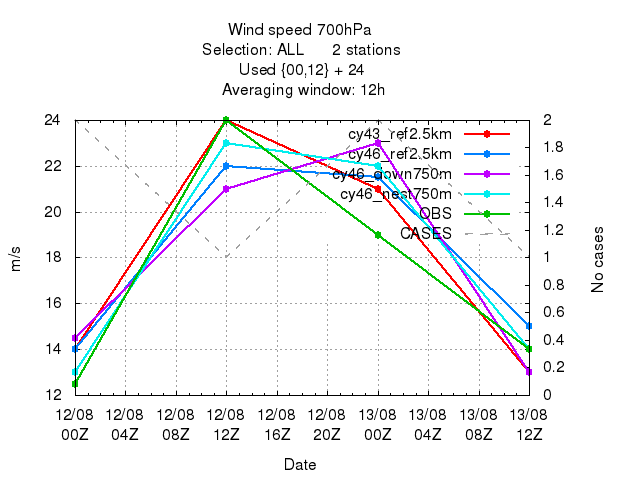 Wind speed 700hPa
Selection: ALL 2 stations
Used {00,12} + 24
Averaging window: 12h
24
22
20
18
16
14
12
m/s
2
1.8
1.6
1.4
1.2
1
0.8
0.6
0.4
0.2
0
No cases
cy43_ref2.5km
cy46_ref2.5km
cy46_down750m
cy46_nest750m
OBS
CASES
12/08 12/08 12/08 12/08 12/08 12/08 13/08 13/08 13/08 13/08
00Z 04Z 08Z 12Z 16Z 20Z 00Z 04Z 08Z 12Z
Date